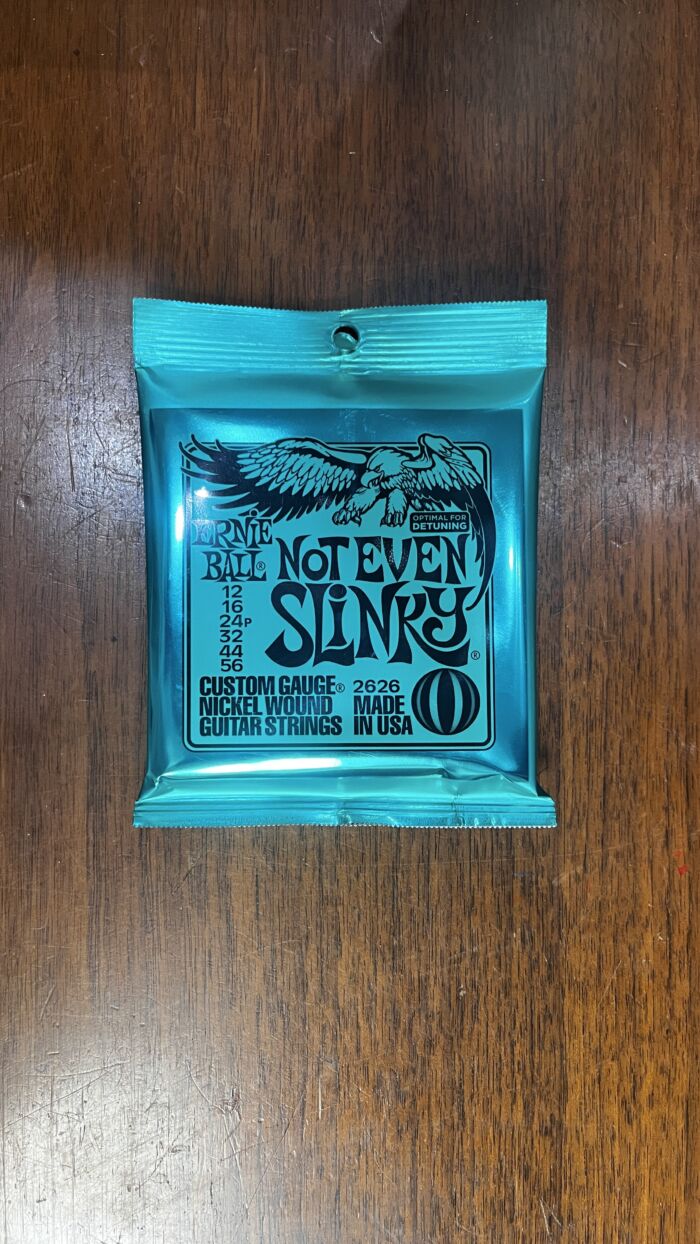 OPTIMAL FOR
DETUNING
ERNIE
BALL®
NOT EVEN
SLINKY®
12
16
24P
32
44
56
CUSTOM GAUGE®
NICKEL WOUND
GUITAR STRINGS
2626
MADE
IN USA